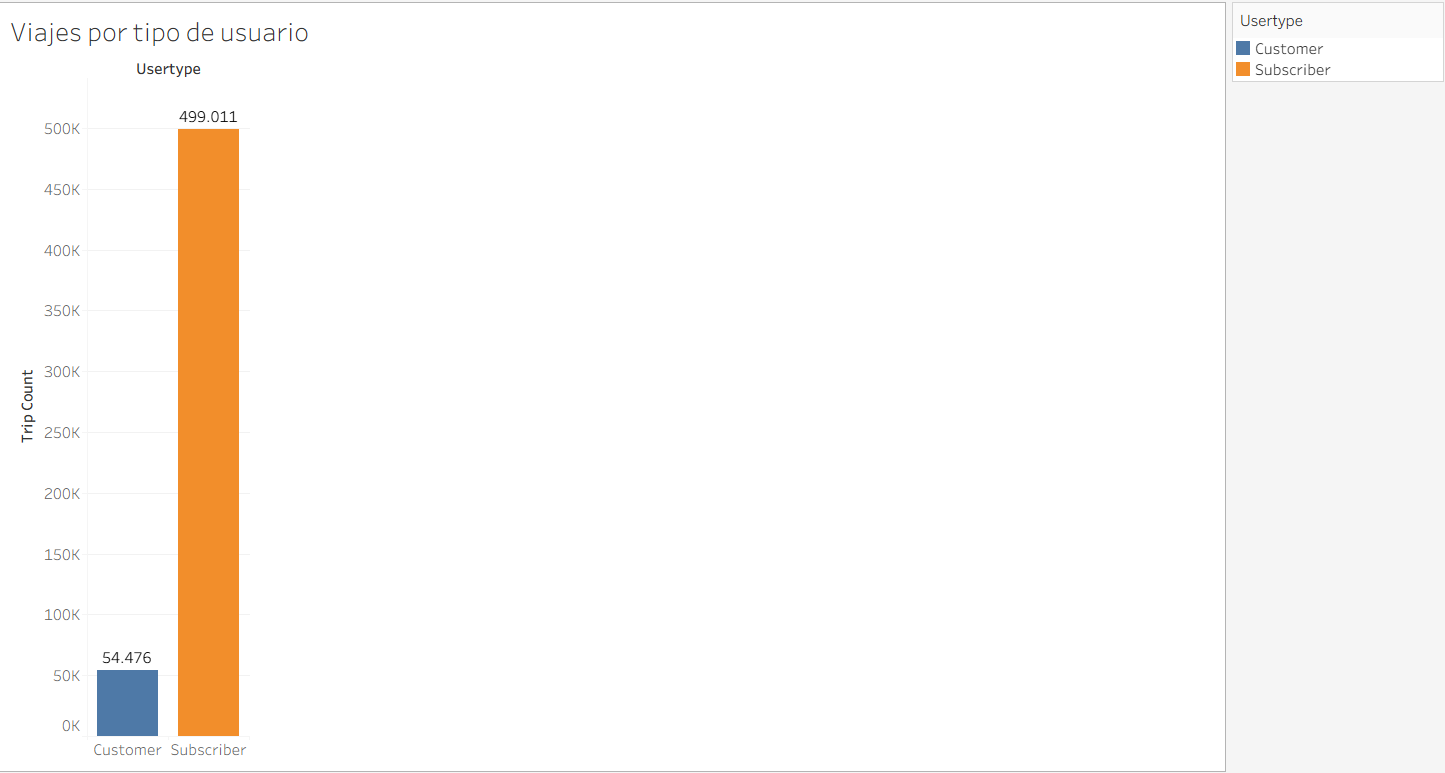 Viajes por tipo de usuario
Usertype
499.011
500K
450K
400K
350K
300K
250K
200K
150K
100K
54.476
50K
0K
Trip Count
Customer Subscriber
Usertype
Customer
Subscriber